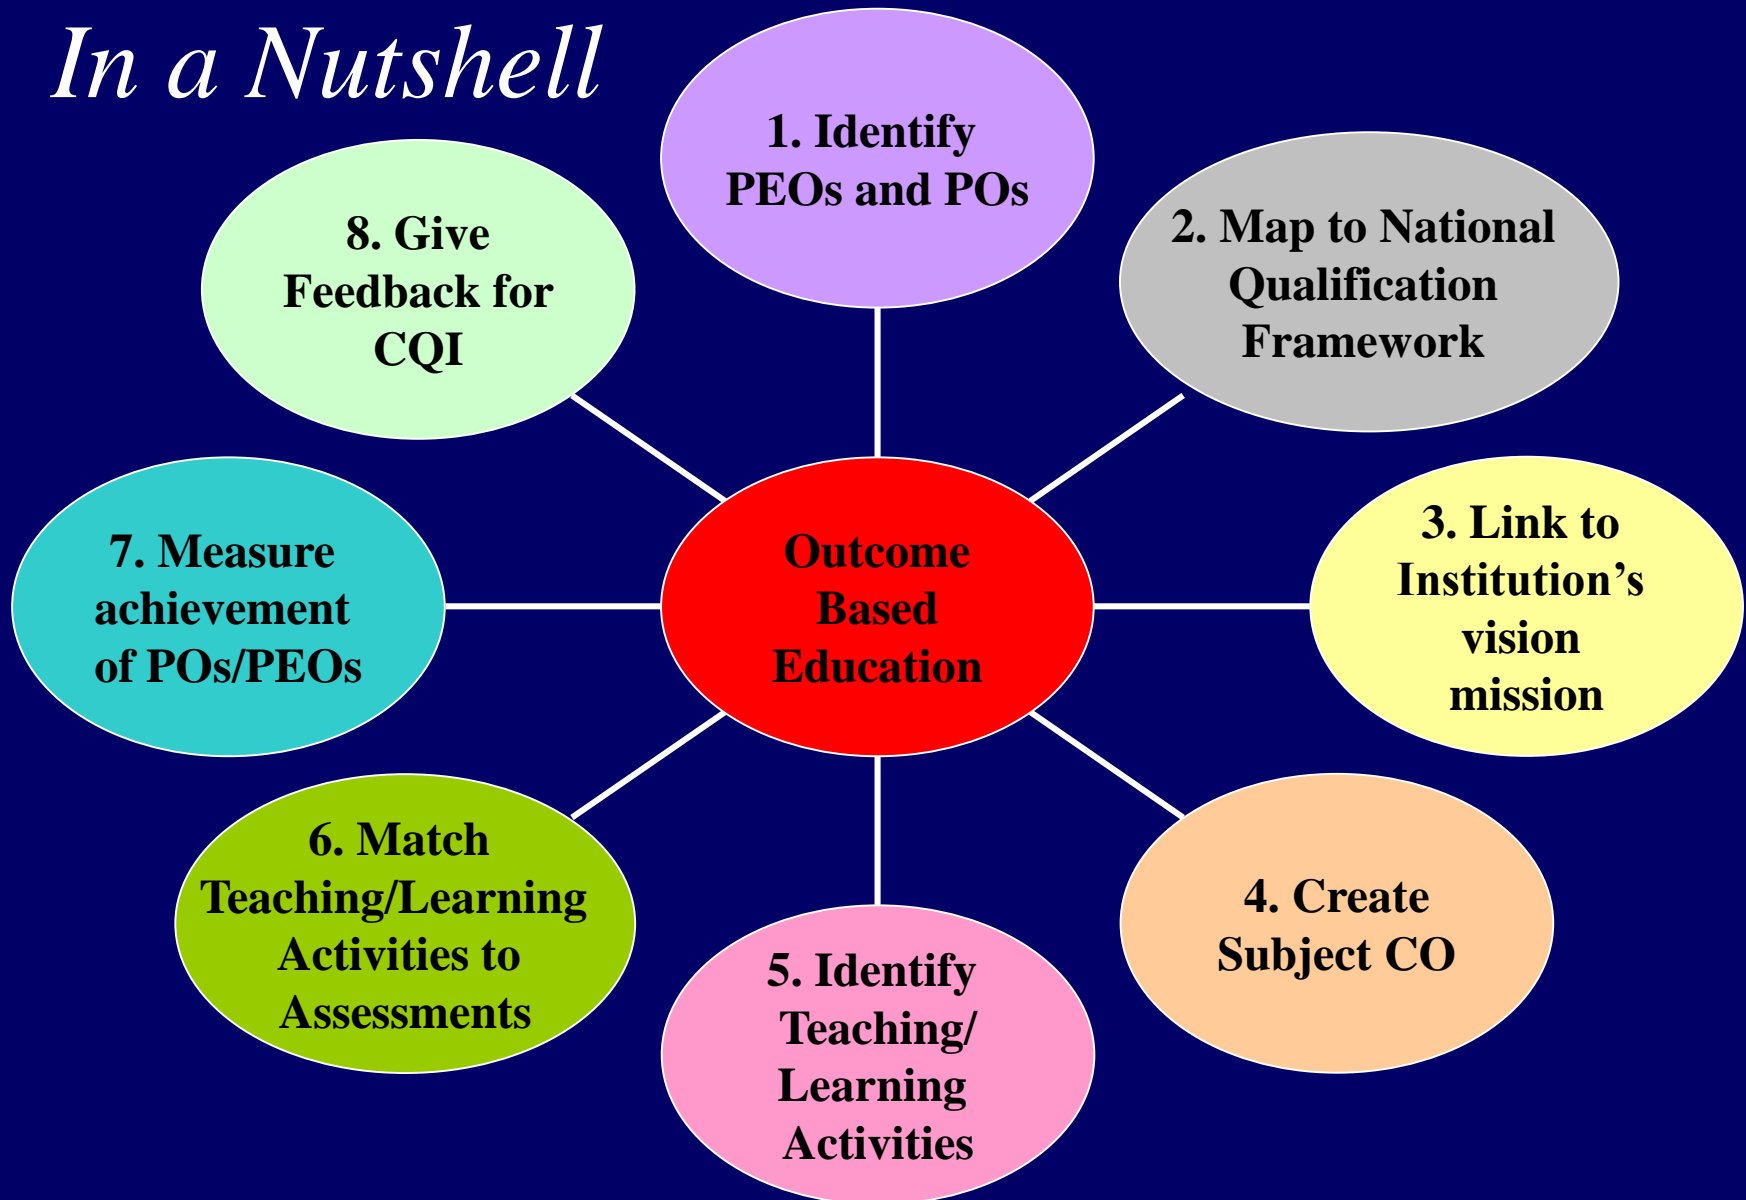 In a Nutshell
1. Identify
PEOs and POs
2. Map to National
Qualification
Framework
3. Link to
Institution’s
vision
mission
4. Create
Subject CO
5. Identify
Teaching/
Learning
Activities
6. Match
Teaching/Learning
Activities to
Assessments
7. Measure
achievement
of POs/PEOs
8. Give
Feedback for
CQI
Outcome
Based
Education